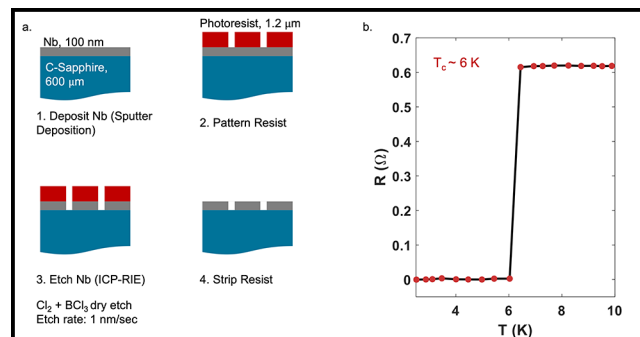 a.
Nb, 100 nm
C-Sapphire,
600 μm
1. Deposit Nb (Sputter
Deposition)
Photoresist, 1.2 μm
2. Pattern Resist
3. Etch Nb (ICP-RIE)
Cl₂ + BCl₃ dry etch
Etch rate: 1 nm/sec
4. Strip Resist
b.
0.7
0.6
0.5
0.4
0.3
0.2
0.1
0
R (Ω)
T꜀ ~ 6 K
4 6 8 10
T (K)